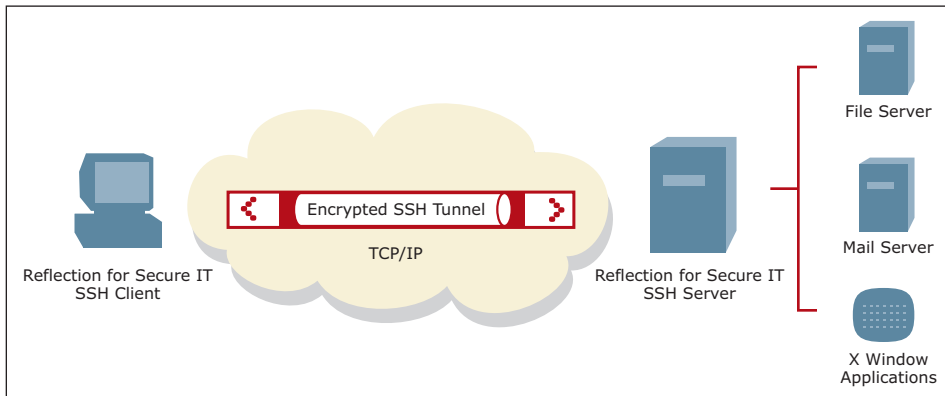 File Server
Encrypted SSH Tunnel
TCP/IP
Reflection for Secure IT
SSH Client
Reflection for Secure IT
SSH Server
Mail Server
X Window
Applications